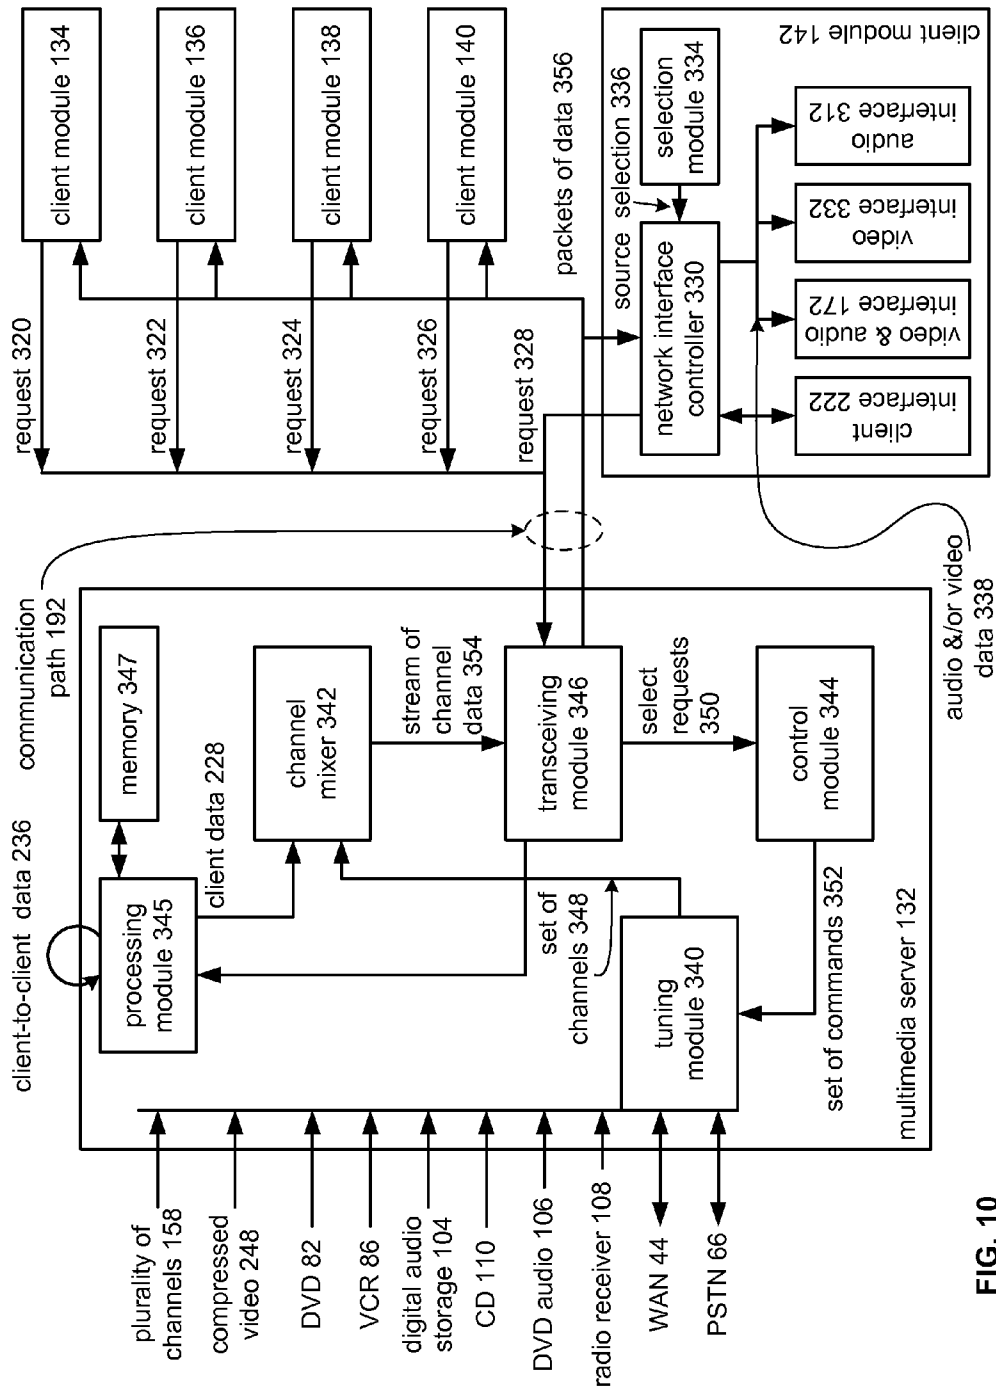 client-to-client data 236
communication
path 192
plurality of
channels 158
compressed
video 248
DVD 82
VCR 86
digital audio
storage 104
CD 110
DVD audio 106
radio receiver 108
WAN 44
PSTN 66
processing
module 345
memory 347
client data 228
channel
mixer 342
stream of
channel
data 354
set of
channels 348
transceiving
module 346
select
requests
350
tuning
module 340
control
module 344
set of commands 352
multimedia server 132
request 320
request 322
request 324
request 326
request 328
client module 134
client module 136
client module 138
client module 140
packets of data 356
source
selection 336
network interface
controller 330
selection
module 334
client
interface 222
video & audio
interface 172
video
interface 332
audio
interface 312
client module 142
audio &/or video
data 338
FIG. 10